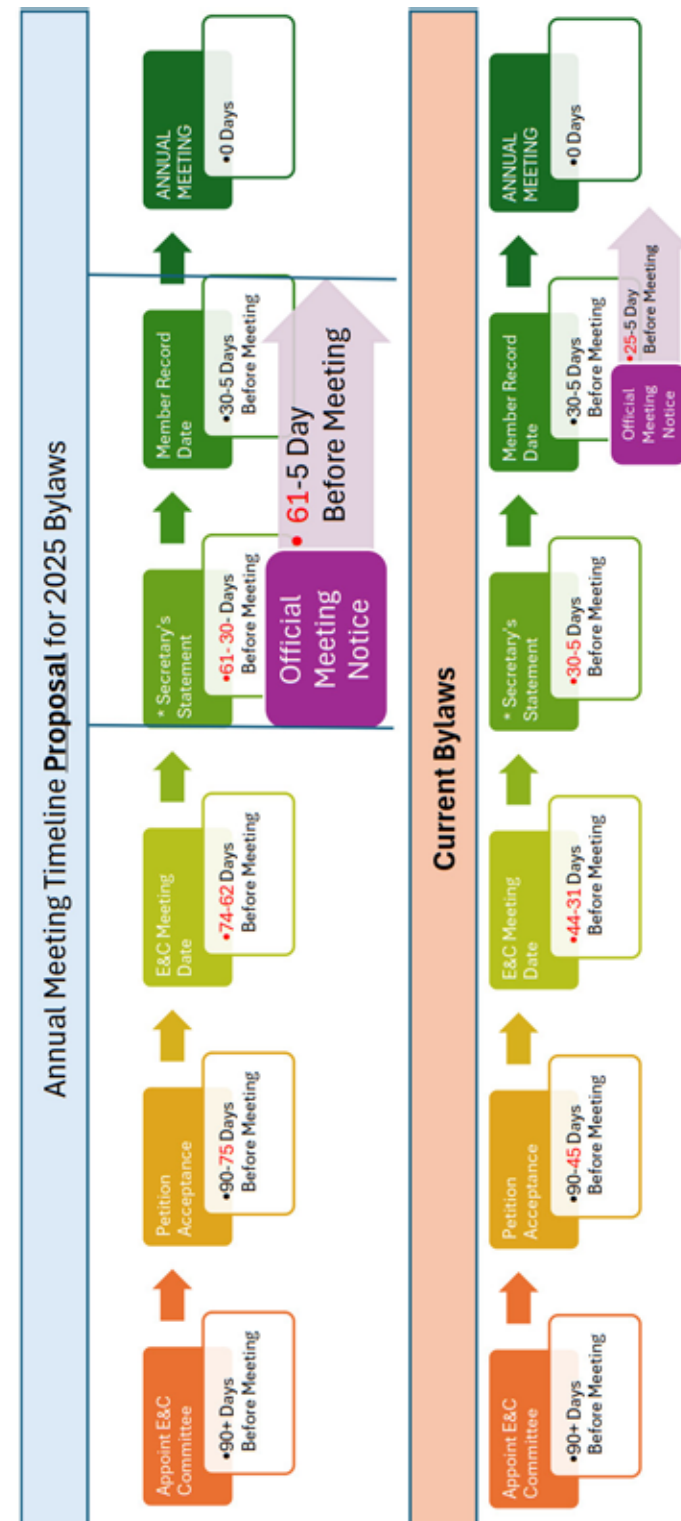 Annual Meeting Timeline Proposal for 2025 Bylaws
Appoint E&C
Committee
•90+ Days
Before Meeting
Petition
Acceptance
•90-75 Days
Before Meeting
E&C Meeting
Date
•74-62 Days
Before Meeting
* Secretary's
Statement
•61- 30- Days
Before Meeting
Member Record
Date
•30-5 Days
Before Meeting
ANNUAL
MEETING
•0 Days
Official
Meeting
Notice
• 61-5 Day
Before Meeting
Current Bylaws
Appoint E&C
Committee
•90+ Days
Before Meeting
Petition
Acceptance
•90-45 Days
Before Meeting
E&C Meeting
Date
•44-31 Days
Before Meeting
* Secretary's
Statement
•30-5 Days
Before Meeting
Member Record
Date
•30-5 Days
Before Meeting
ANNUAL
MEETING
•0 Days
Official
Meeting
Notice
•25-5 Day
Before Meeting